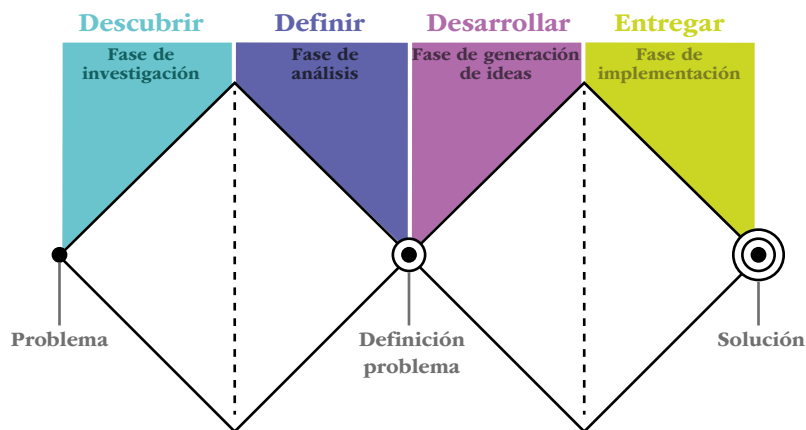 Descubrir
Definir
Desarrollar
Entregar
Fase de
investigación
Fase de
análisis
Fase de generación
de ideas
Fase de
implementación
Problema
Definición
problema
Solución